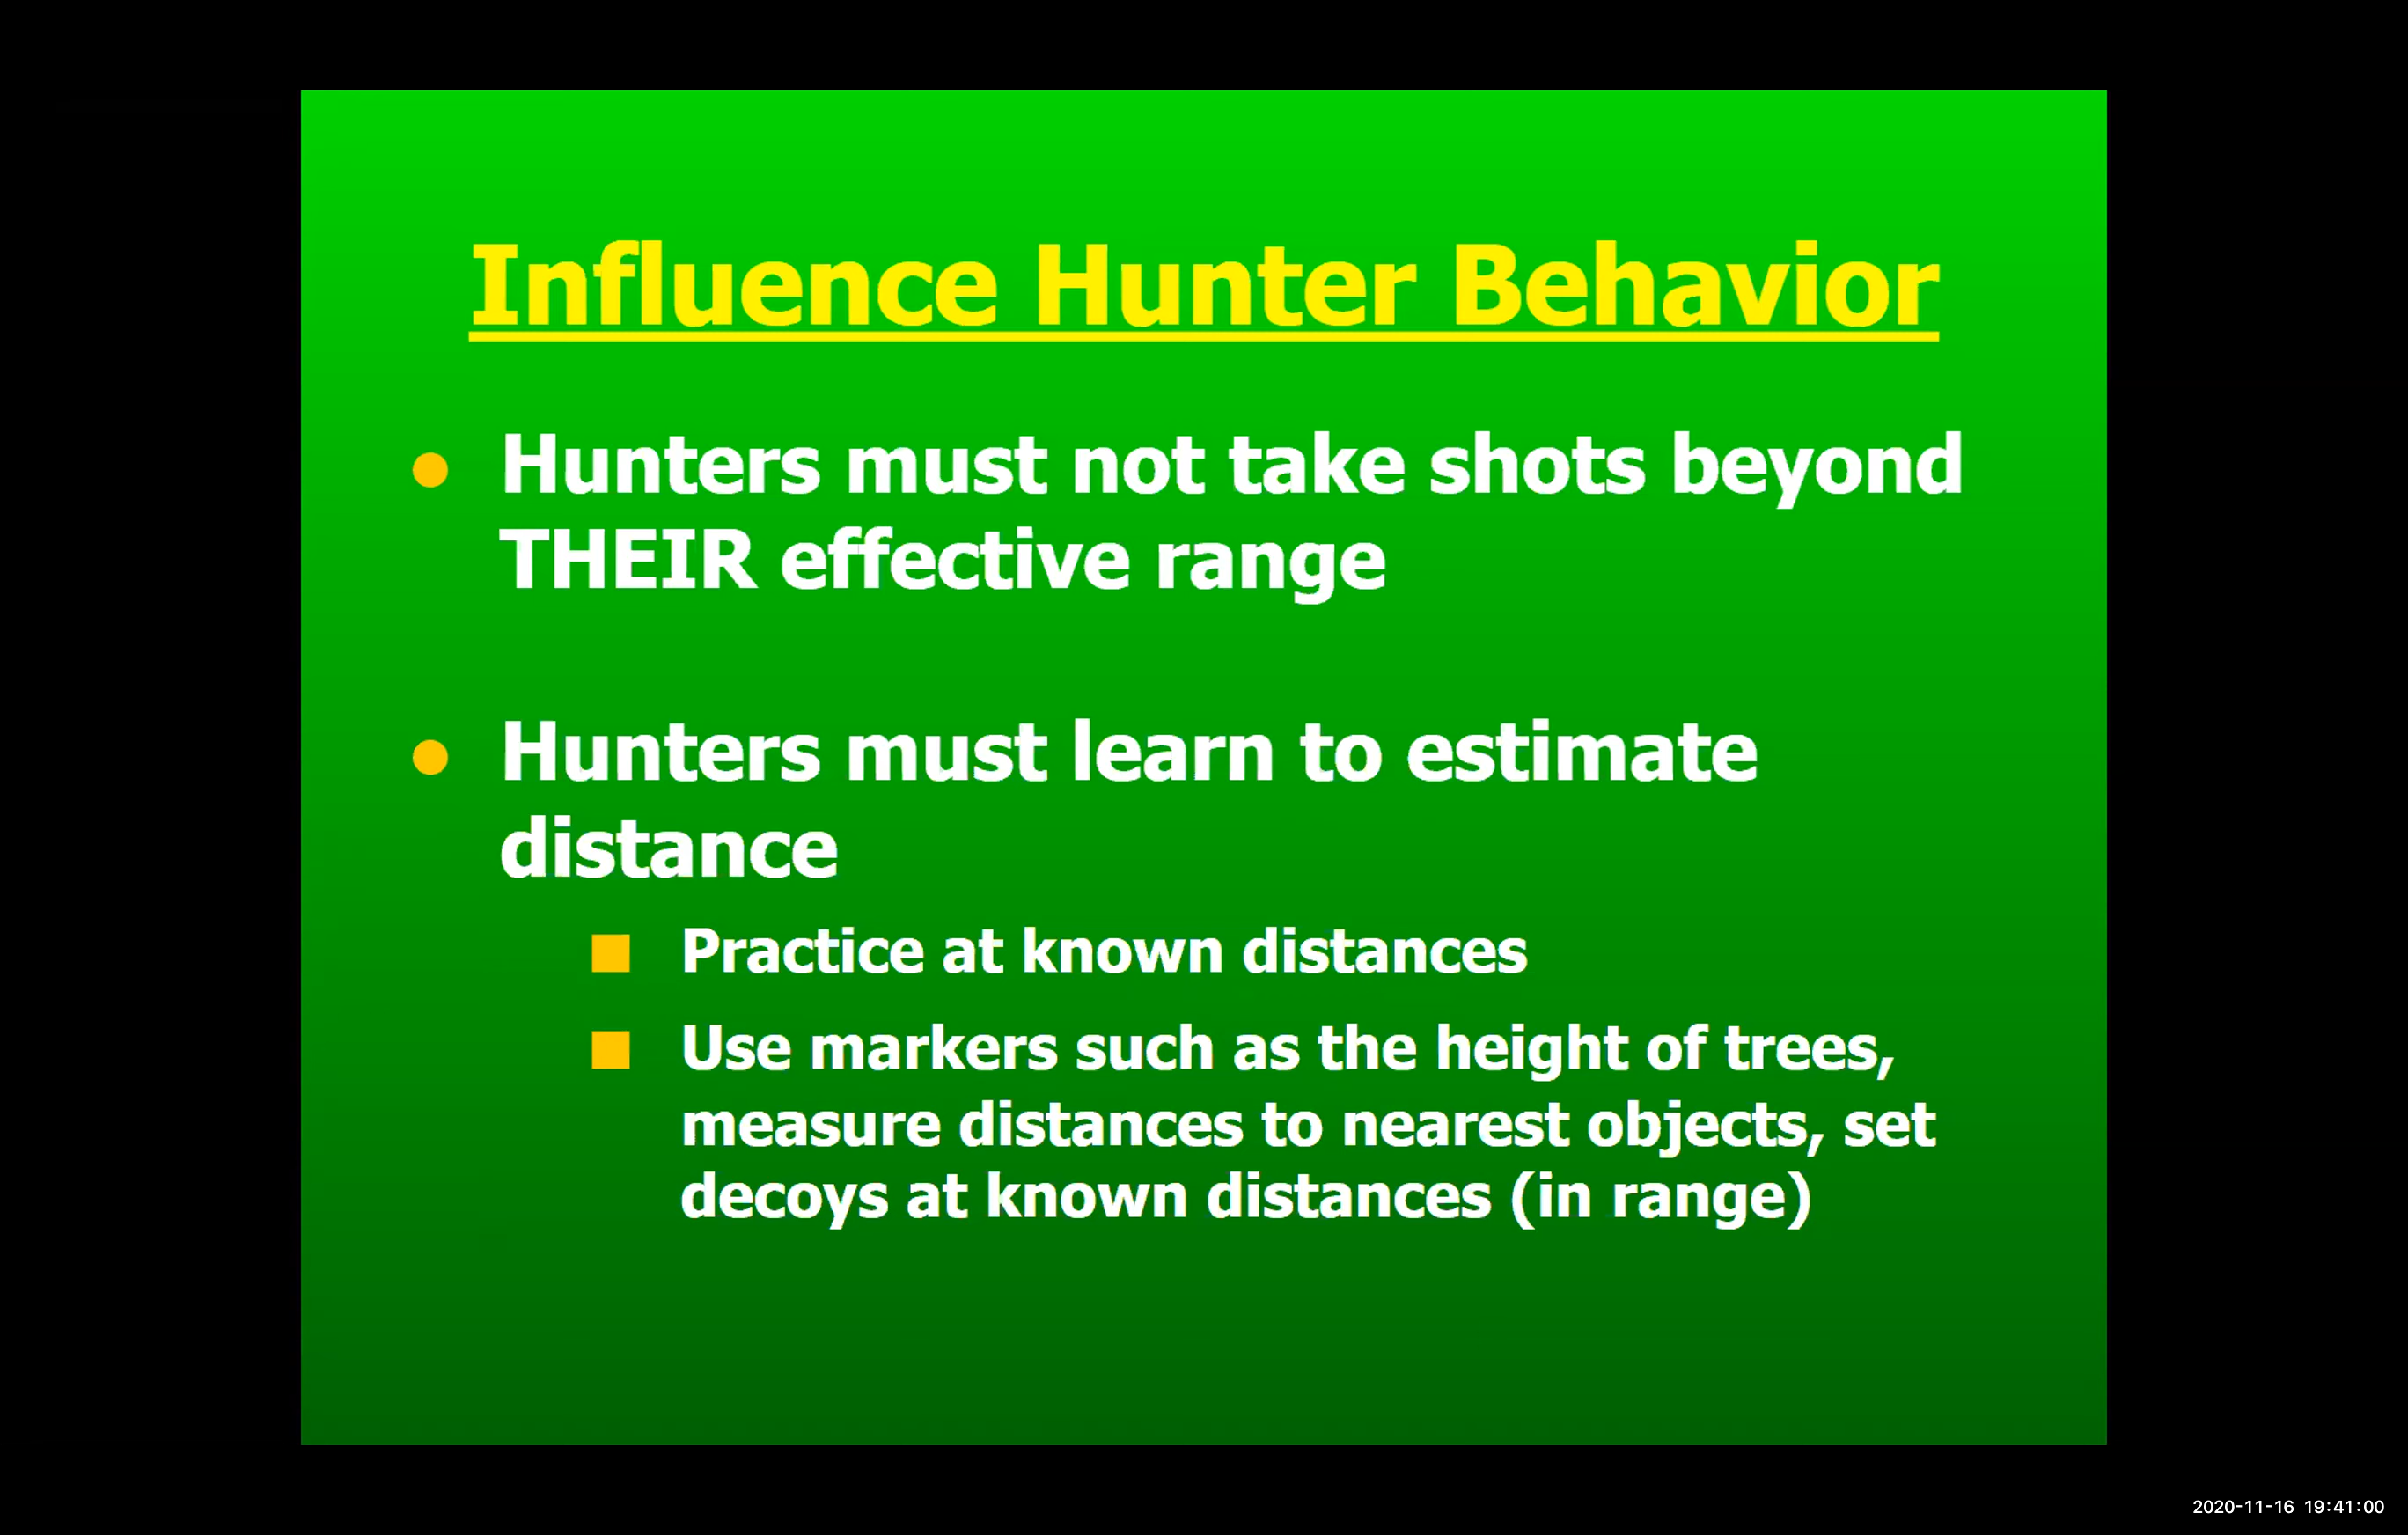 Influence Hunter Behavior
Hunters must not take shots beyond
THEIR effective range
Hunters must learn to estimate
distance
Practice at known distances
Use markers such as the height of trees,
measure distances to nearest objects, set
decoys at known distances (in range)
2020-11-16 19:41:00